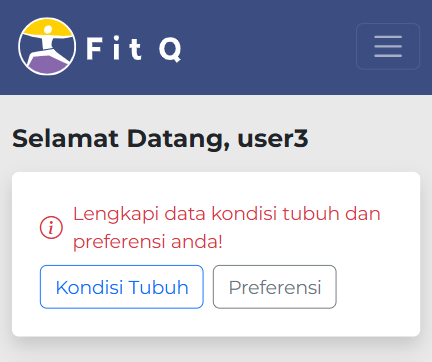 Fit Q
Selamat Datang, user3
Lengkapi data kondisi tubuh dan
preferensi anda!
Kondisi Tubuh
Preferensi